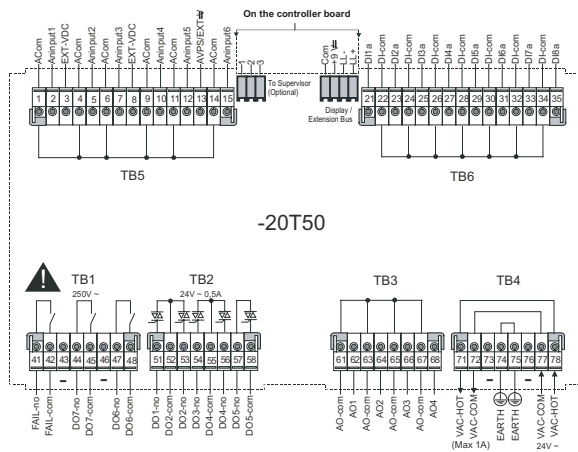 On the controller board
ACom
Aninput1
EXT-VDC
ACom
Aninput2
ACom
Aninput3
EXT-VDC
Aninput4
ACom
Aninput4
ACom
Aninput5
AVPS/EXT
ACom
Aninput6
1
2
3
To Supervisor
(Optional)
Com
+9 V
LL-
LL+
Display /
Extension Bus
DI1a
DI-com
DI2a
DI-com
DI3a
DI-com
DI4a
DI-com
DI5a
DI-com
DI6a
DI-com
DI7a
DI-com
DI8a
1 2 3 4 5 6 7 8 9 10 11 12 13 14 15
21 22 23 24 25 26 27 28 29 30 31 32 33 34 35
TB5
TB6
-20T50
TB1
250V ~
TB2
24V ~ 0,5A
TB3
TB4
41 42 43 44 45 46 47 48
51 52 53 54 55 56 57 58
61 62 63 64 65 66 67 68
71 72 73 74 75 76 77 78
FAIL-no
FAIL-com
–
DO7-no
DO7-com
–
DO6-no
DO6-com
DO1-no
DO1-com
DO2-no
DO3-no
DO4-com
DO4-no
DO5-no
DO5-com
AO-com
AO1
AO-com
AO2
AO-com
AO3
AO-com
AO4
VAC-HOT
VAC-COM
–
EARTH
EARTH
–
VAC-COM
VAC-HOT
(Max 1A)
24V ~